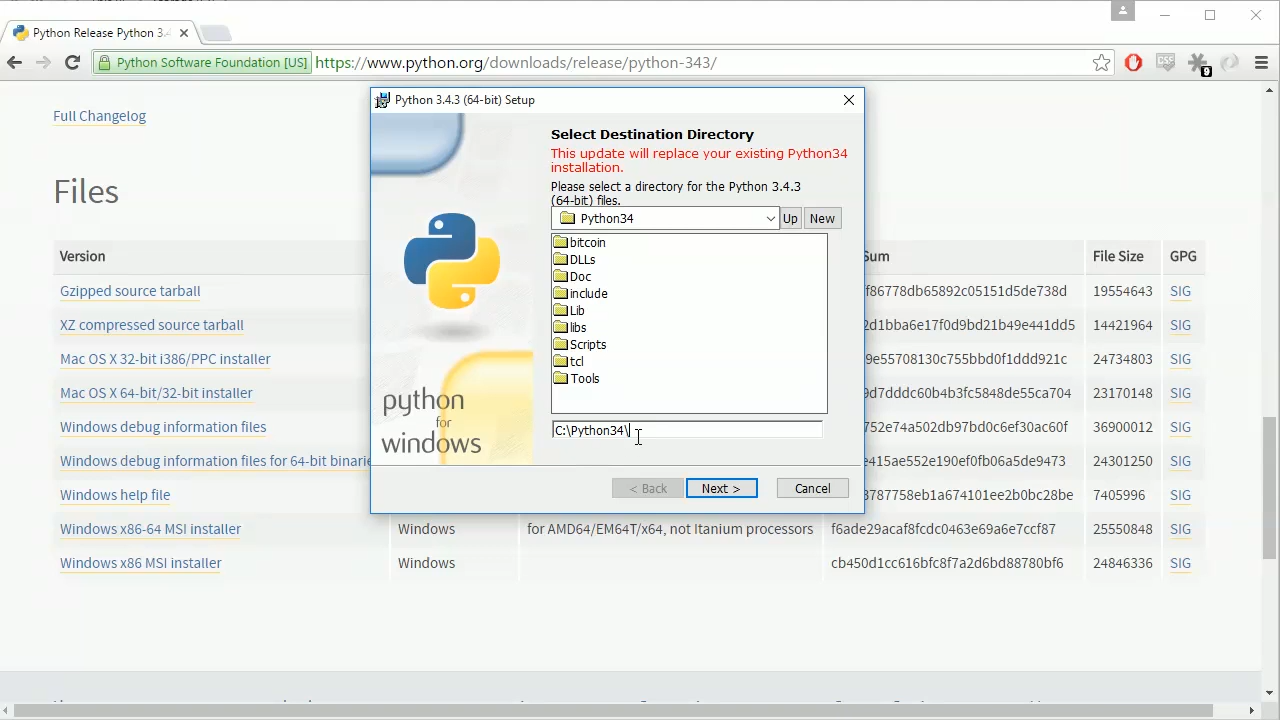 Python Release Python 3.4
Python Software Foundation [US]
https://www.python.org/downloads/release/python-343/
Full Changelog
Files
Version
Sum
File Size
GPG
Gzipped source tarball
f86778db65892c05151d5de738d
19554643
SIG
XZ compressed source tarball
2d1bba6e17f0d9bd21b49e441dd5
14421964
SIG
Mac OS X 32-bit i386/PPC installer
9e55708130c755bbd0f1ddd921c
24734803
SIG
Mac OS X 64-bit/32-bit installer
9d7dddc60b4b3fc5848de55ca704
23170148
SIG
Windows debug information files
752e74a502db97bd0c6ef30ac60f
36900012
SIG
Windows debug information files for 64-bit binarie
e415ae552e190ef0fb06a5de9473
24301250
SIG
Windows help file
8787758eb1a674101ee2b0bc28be
7405996
SIG
Windows x86-64 MSI installer
Windows
for AMD64/EM64T/x64, not Itanium processors
f6ade29acaf8fcdc0463e69a6e7ccf87
25550848
SIG
Windows x86 MSI installer
Windows
cb450d1cc616bfc8f7a2d6bd88780bf6
24846336
SIG
Python 3.4.3 (64-bit) Setup
Select Destination Directory
This update will replace your existing Python34
installation.
Please select a directory for the Python 3.4.3
(64-bit) files.
Python34
Up
New
bitcoin
DLLs
Doc
include
Lib
libs
Scripts
tcl
Tools
C:\Python34\
python
for
windows
< Back
Next >
Cancel